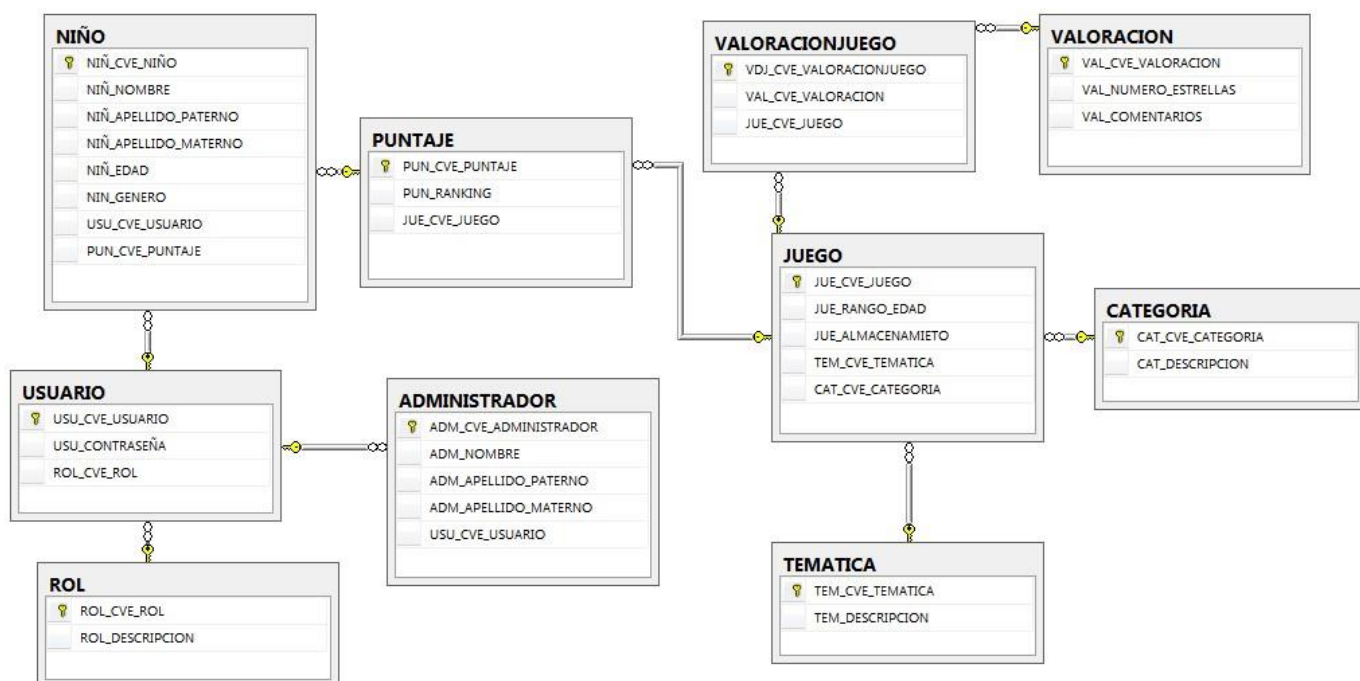 NIÑO
NIÑ_CVE_NIÑO
NIÑ_NOMBRE
NIÑ_APELLIDO_PATERNO
NIÑ_APELLIDO_MATERNO
NIÑ_EDAD
NIN_GENERO
USU_CVE_USUARIO
PUN_CVE_PUNTAJE
PUNTAJE
PUN_CVE_PUNTAJE
PUN_RANKING
JUE_CVE_JUEGO
VALORACIONJUEGO
VDJ_CVE_VALORACIONJUEGO
VAL_CVE_VALORACION
JUE_CVE_JUEGO
VALORACION
VAL_CVE_VALORACION
VAL_NUMERO_ESTRELLAS
VAL_COMENTARIOS
JUEGO
JUE_CVE_JUEGO
JUE_RANGO_EDAD
JUE_ALMACENAMIETO
TEM_CVE_TEMATICA
CAT_CVE_CATEGORIA
CATEGORIA
CAT_CVE_CATEGORIA
CAT_DESCRIPCION
USUARIO
USU_CVE_USUARIO
USU_CONTRASEÑA
ROL_CVE_ROL
ADMINISTRADOR
ADM_CVE_ADMINISTRADOR
ADM_NOMBRE
ADM_APELLIDO_PATERNO
ADM_APELLIDO_MATERNO
USU_CVE_USUARIO
ROL
ROL_CVE_ROL
ROL_DESCRIPCION
TEMATICA
TEM_CVE_TEMATICA
TEM_DESCRIPCION